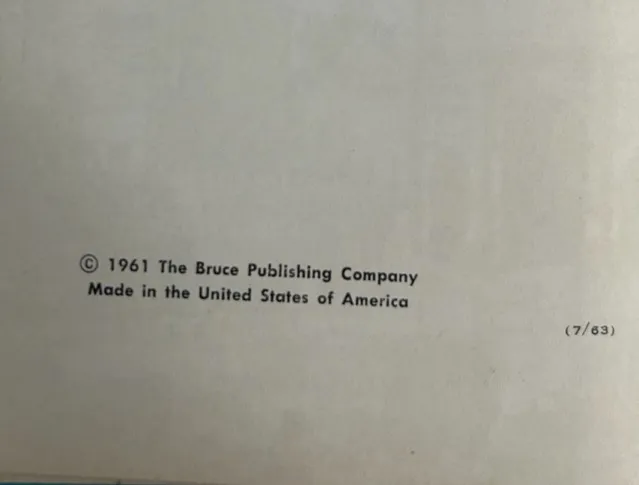 © 1961 The Bruce Publishing Company
Made in the United States of America
(7/63)